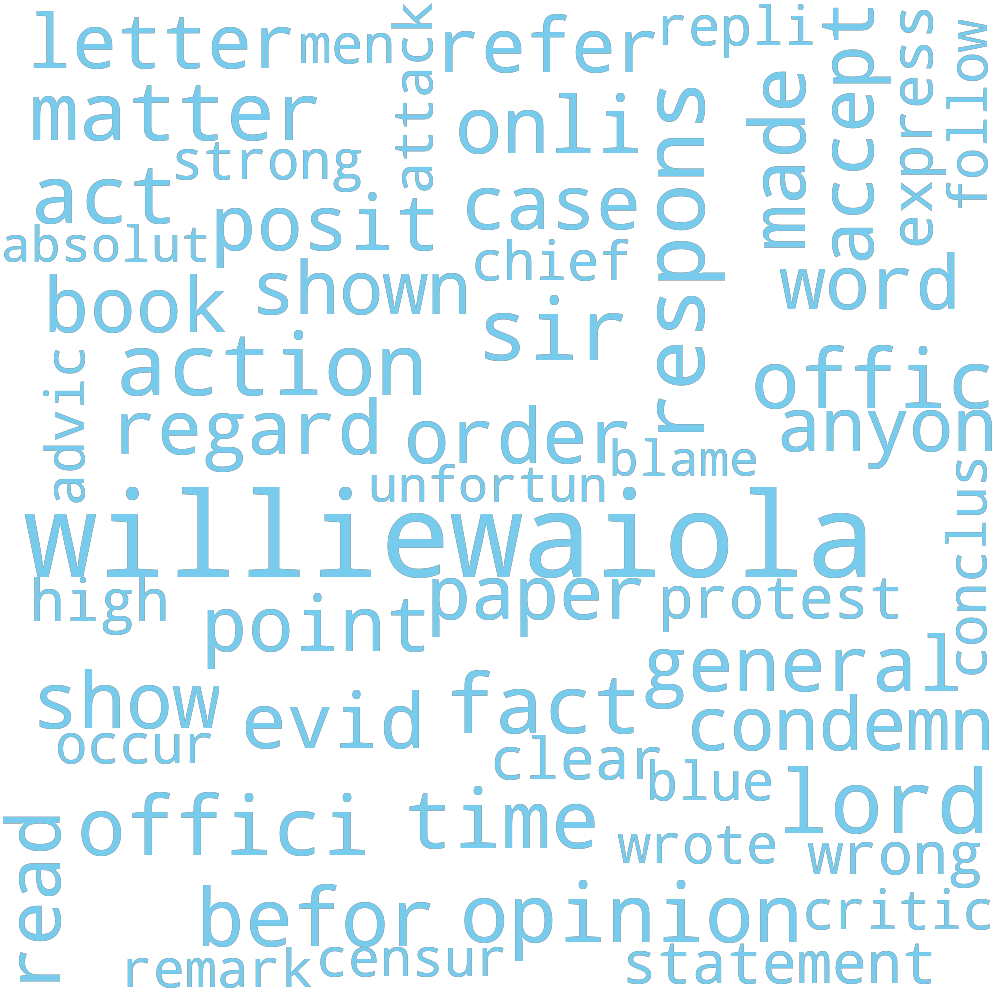 letter men attack refer repli made accept express follow
matter onli respons
strong
act posit case
absolut chief word
book shown sir
action offic
advic regard order anyon
blame
unfortun conclus
williewaiola
high paper protest
point
general
show evid fact condemn
occur clear
blue lord
read offici time wrote wrong
befor opinion critic
remark censur statement